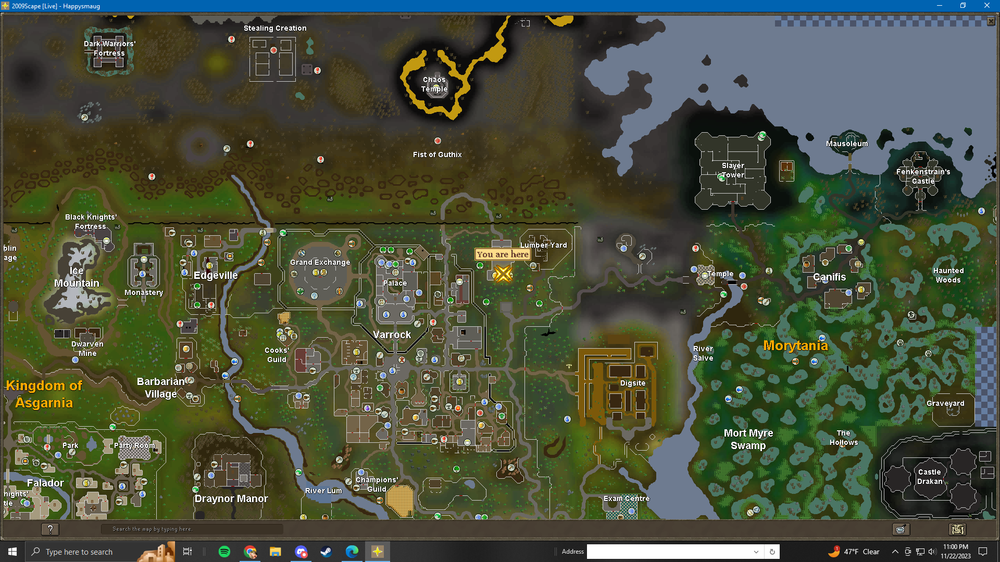 2009Scape [Live] - Happysmaug
Stealing Creation
Dark Warriors'
Fortress
Chaos
Temple
Fist of Guthix
Mausoleum
Slayer
Tower
Fenkenstrain's
Castle
Black Knights'
Fortress
blin
age
Lumber Yard
You are here
Grand Exchange
Ice
Mountain
Edgeville
Temple
Canifis
Haunted
Woods
Palace
Monastery
Varrock
Dwarven
Mine
Cooks'
Guild
River
Salve
Morytania
Kingdom of
Asgarnia
Barbarian
Village
Digsite
Graveyard
Mort Myre
Swamp
The
Hollows
Park
Party Room
Castle
Drakan
Falador
nights'
tle
Draynor Manor
River Lum
Champions'
Guild
Exam Centre
?
Search the map by typing here.
Type here to search
Address
1
47°F Clear
11:00 PM
11/22/2023